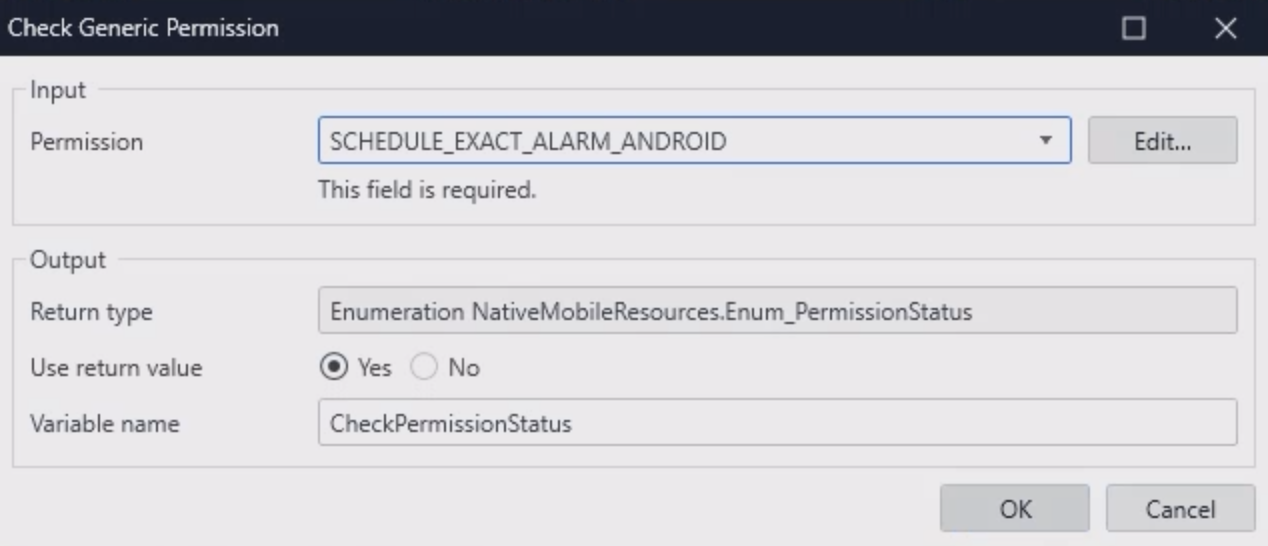 Check Generic Permission
Input
Permission SCHEDULE_EXACT_ALARM_ANDROID Edit...
This field is required.
Output
Return type Enumeration NativeMobileResources.Enum_PermissionStatus
Use return value Yes No
Variable name CheckPermissionStatus
OK Cancel